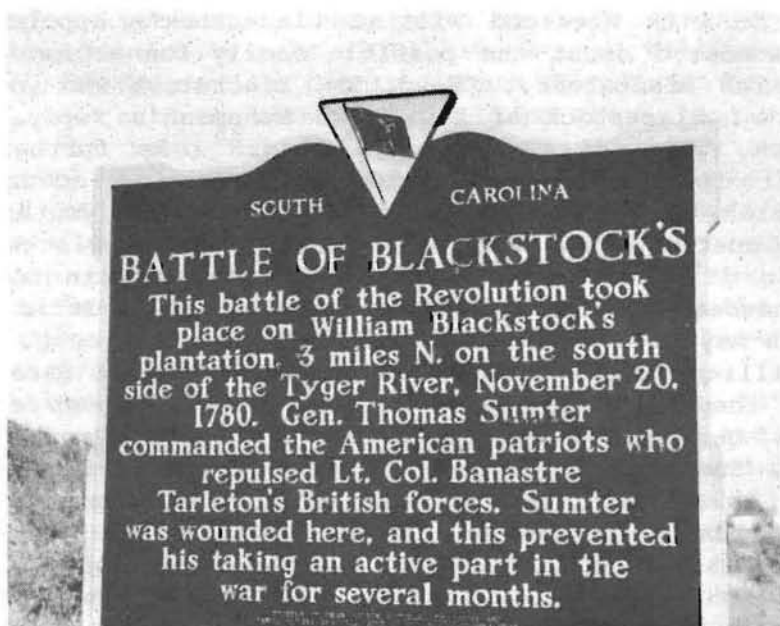 SOUTH CAROLINA
BATTLE OF BLACKSTOCK'S
This battle of the Revolution took
place on William Blackstock's
plantation, 3 miles N. on the south
side of the Tyger River, November 20,
1780. Gen. Thomas Sumter
commanded the American patriots who
repulsed Lt. Col. Banastre
Tarleton's British forces. Sumter
was wounded here, and this prevented
his taking an active part in the
war for several months.